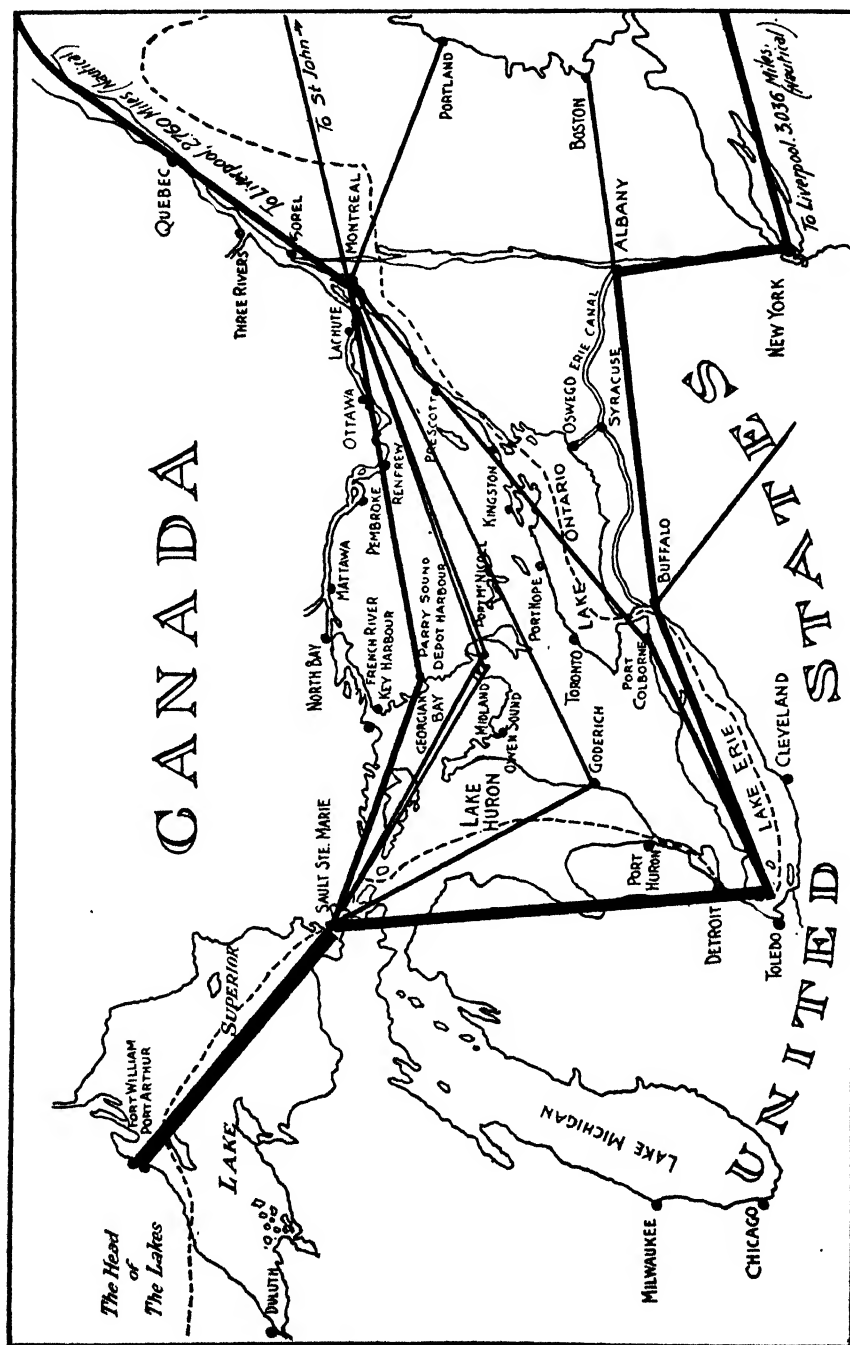 CANADA
UNITED STATES
The Head
of
The Lakes
FORT WILLIAM
PORT ARTHUR
LAKE SUPERIOR
DULUTH
SAULT STE. MARIE
NORTH BAY
MATTAWA
PEMBROKE
RENFREW
OTTAWA
LACHUTE
MONTREAL
SOREL
THREE RIVERS
QUEBEC
To Liverpool, 2760 Miles (Nautical)
To St John
PORTLAND
FRENCH RIVER
KEY HARBOUR
GEORGIAN
BAY
PARRY SOUND
DEPOT HARBOUR
PORT McNICOLL
MIDLAND
OWEN SOUND
LAKE
HURON
GODERICH
PRESCOTT
KINGSTON
PORT HOPE
TORONTO
LAKE ONTARIO
OSWEGO
ERIE CANAL
SYRACUSE
ALBANY
BOSTON
BUFFALO
PORT
COLBORNE
LAKE ERIE
CLEVELAND
PORT
HURON
DETROIT
TOLEDO
LAKE MICHIGAN
MILWAUKEE
CHICAGO
NEW YORK
To Liverpool. 3036 Miles.
(Nautical)